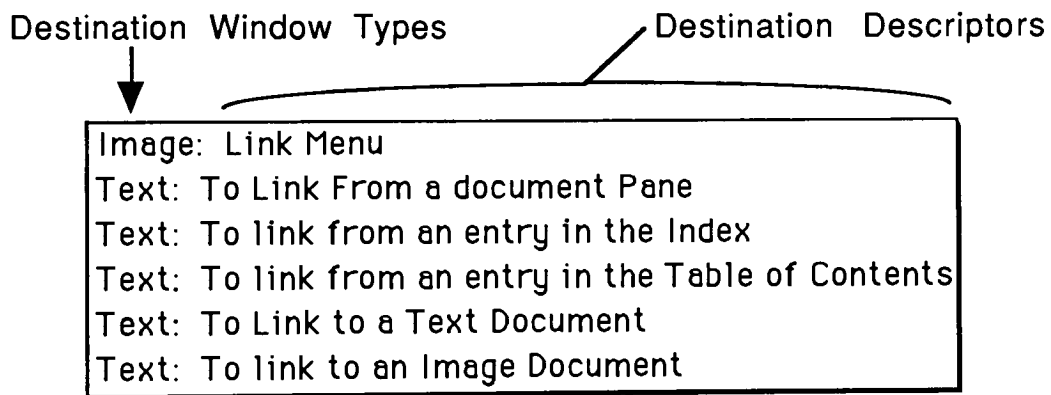 Destination Window Types Destination Descriptors
Image: Link Menu
Text: To Link From a document Pane
Text: To link from an entry in the Index
Text: To link from an entry in the Table of Contents
Text: To Link to a Text Document
Text: To link to an Image Document